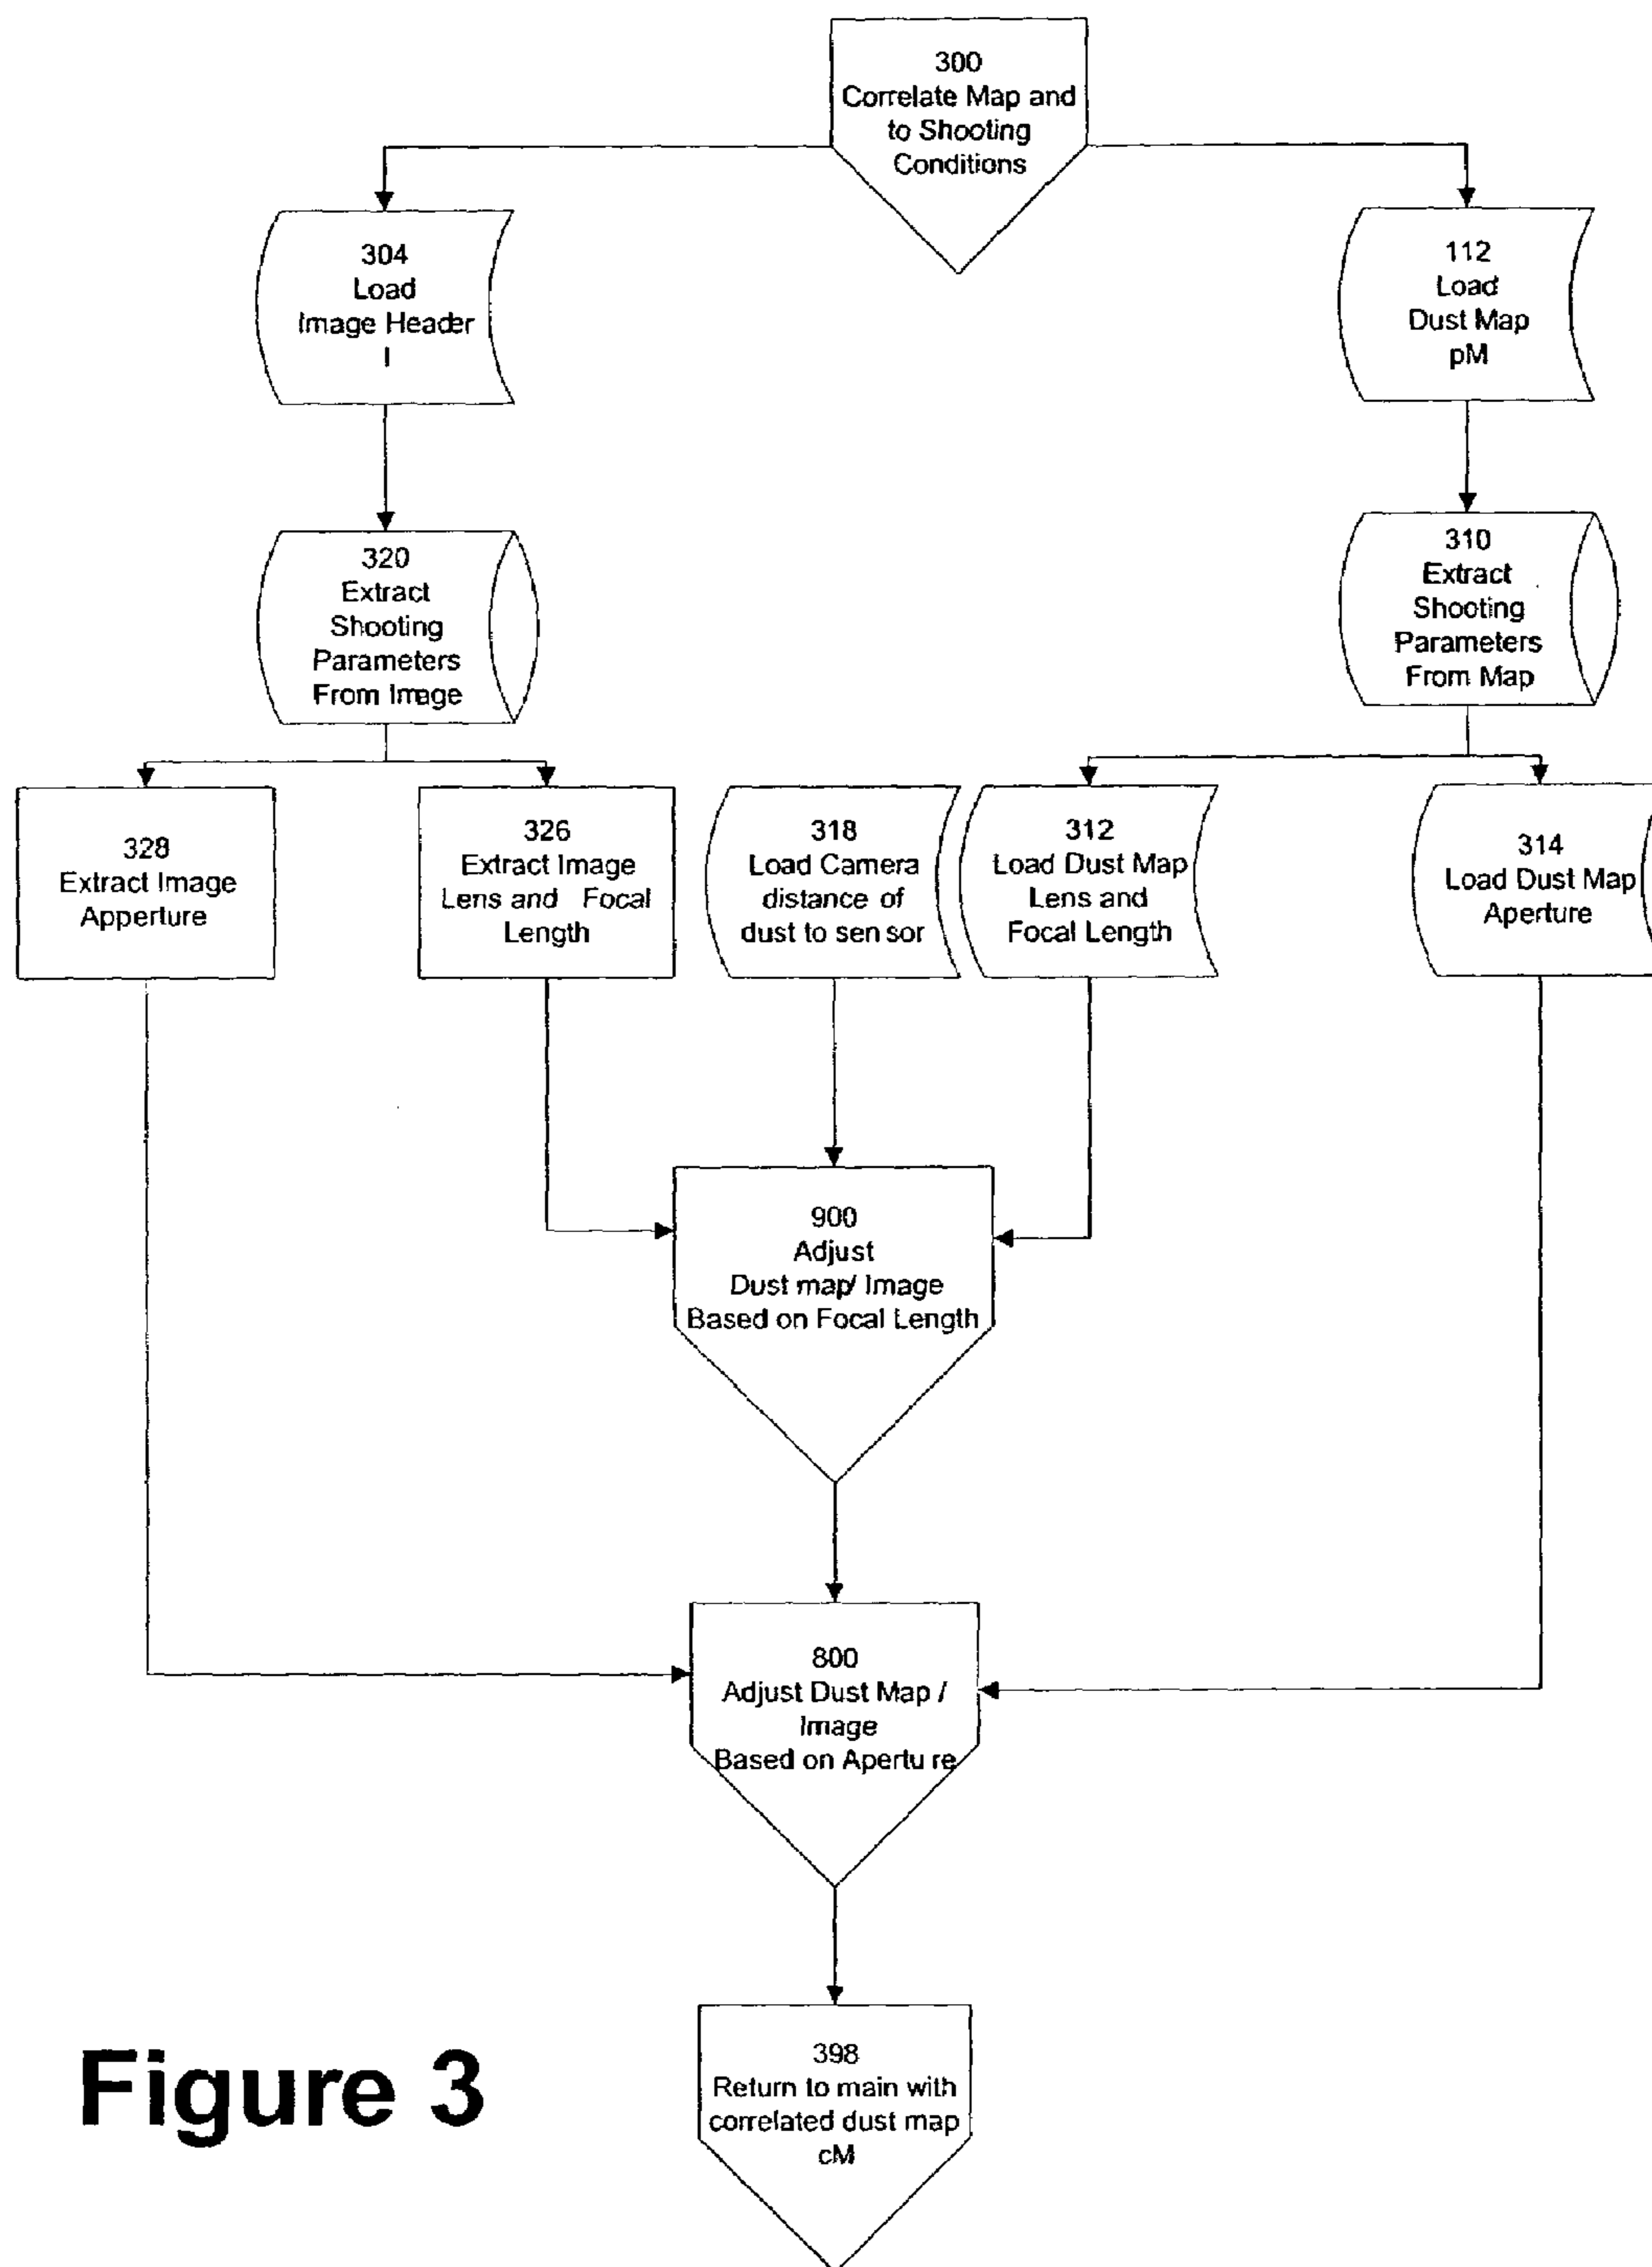 300
Correlate Map and
to Shooting
Conditions
304
Load
Image Header
I
112
Load
Dust Map
pM
320
Extract
Shooting
Parameters
From Image
310
Extract
Shooting
Parameters
From Map
328
Extract Image
Apperture
326
Extract Image
Lens and Focal
Length
318
Load Camera
distance of
dust to sensor
312
Load Dust Map
Lens and
Focal Length
314
Load Dust Map
Aperture
900
Adjust
Dust map/ Image
Based on Focal Length
800
Adjust Dust Map /
Image
Based on Aperture
398
Return to main with
correlated dust map
cM
Figure 3